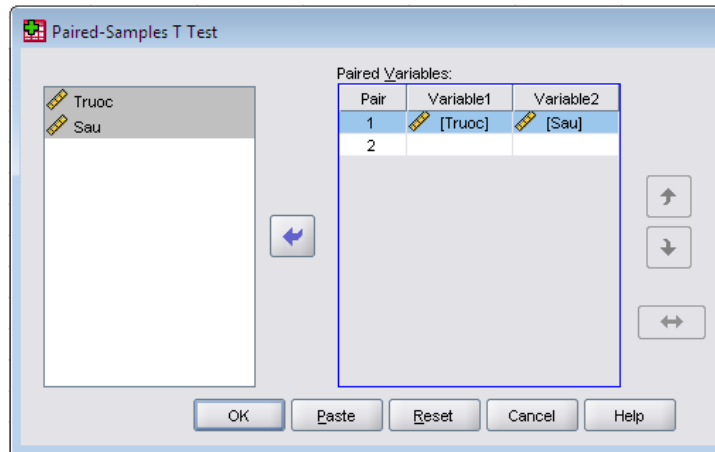 Paired-Samples T Test
Truoc
Sau
Paired Variables:
Pair Variable1 Variable2
1 [Truoc] [Sau]
2
OK Paste Reset Cancel Help